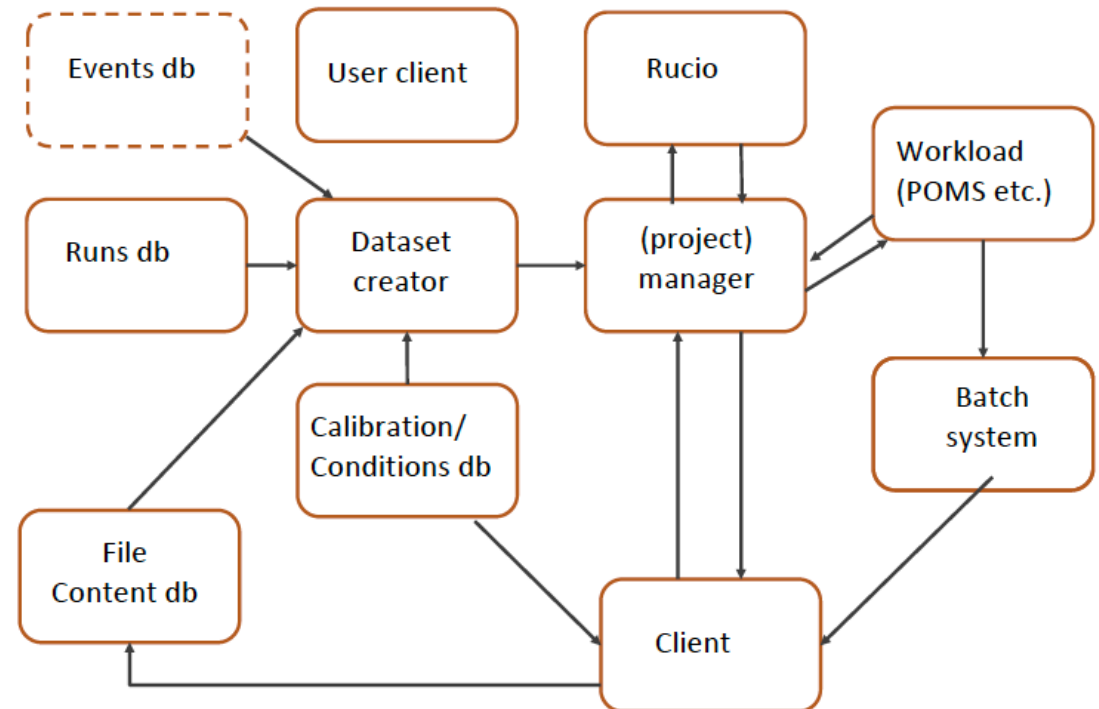 Events db
User client
Rucio
Workload
(POMS etc.)
Runs db
Dataset
creator
(project)
manager
Calibration/
Conditions db
Batch
system
File
Content db
Client